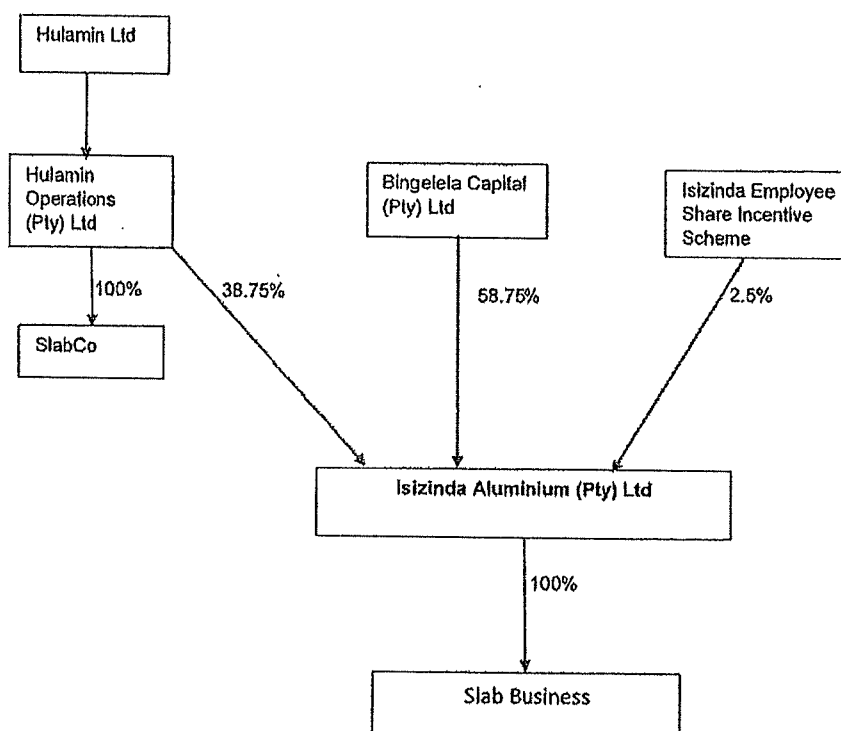 Hulamin Ltd
Hulamin
Operations
(Pty) Ltd
Bingelela Capital
(Pty) Ltd
Isizinda Employee
Share Incentive
Scheme
100%
38.75%
58.75%
2.5%
SlabCo
Isizinda Aluminium (Pty) Ltd
100%
Slab Business